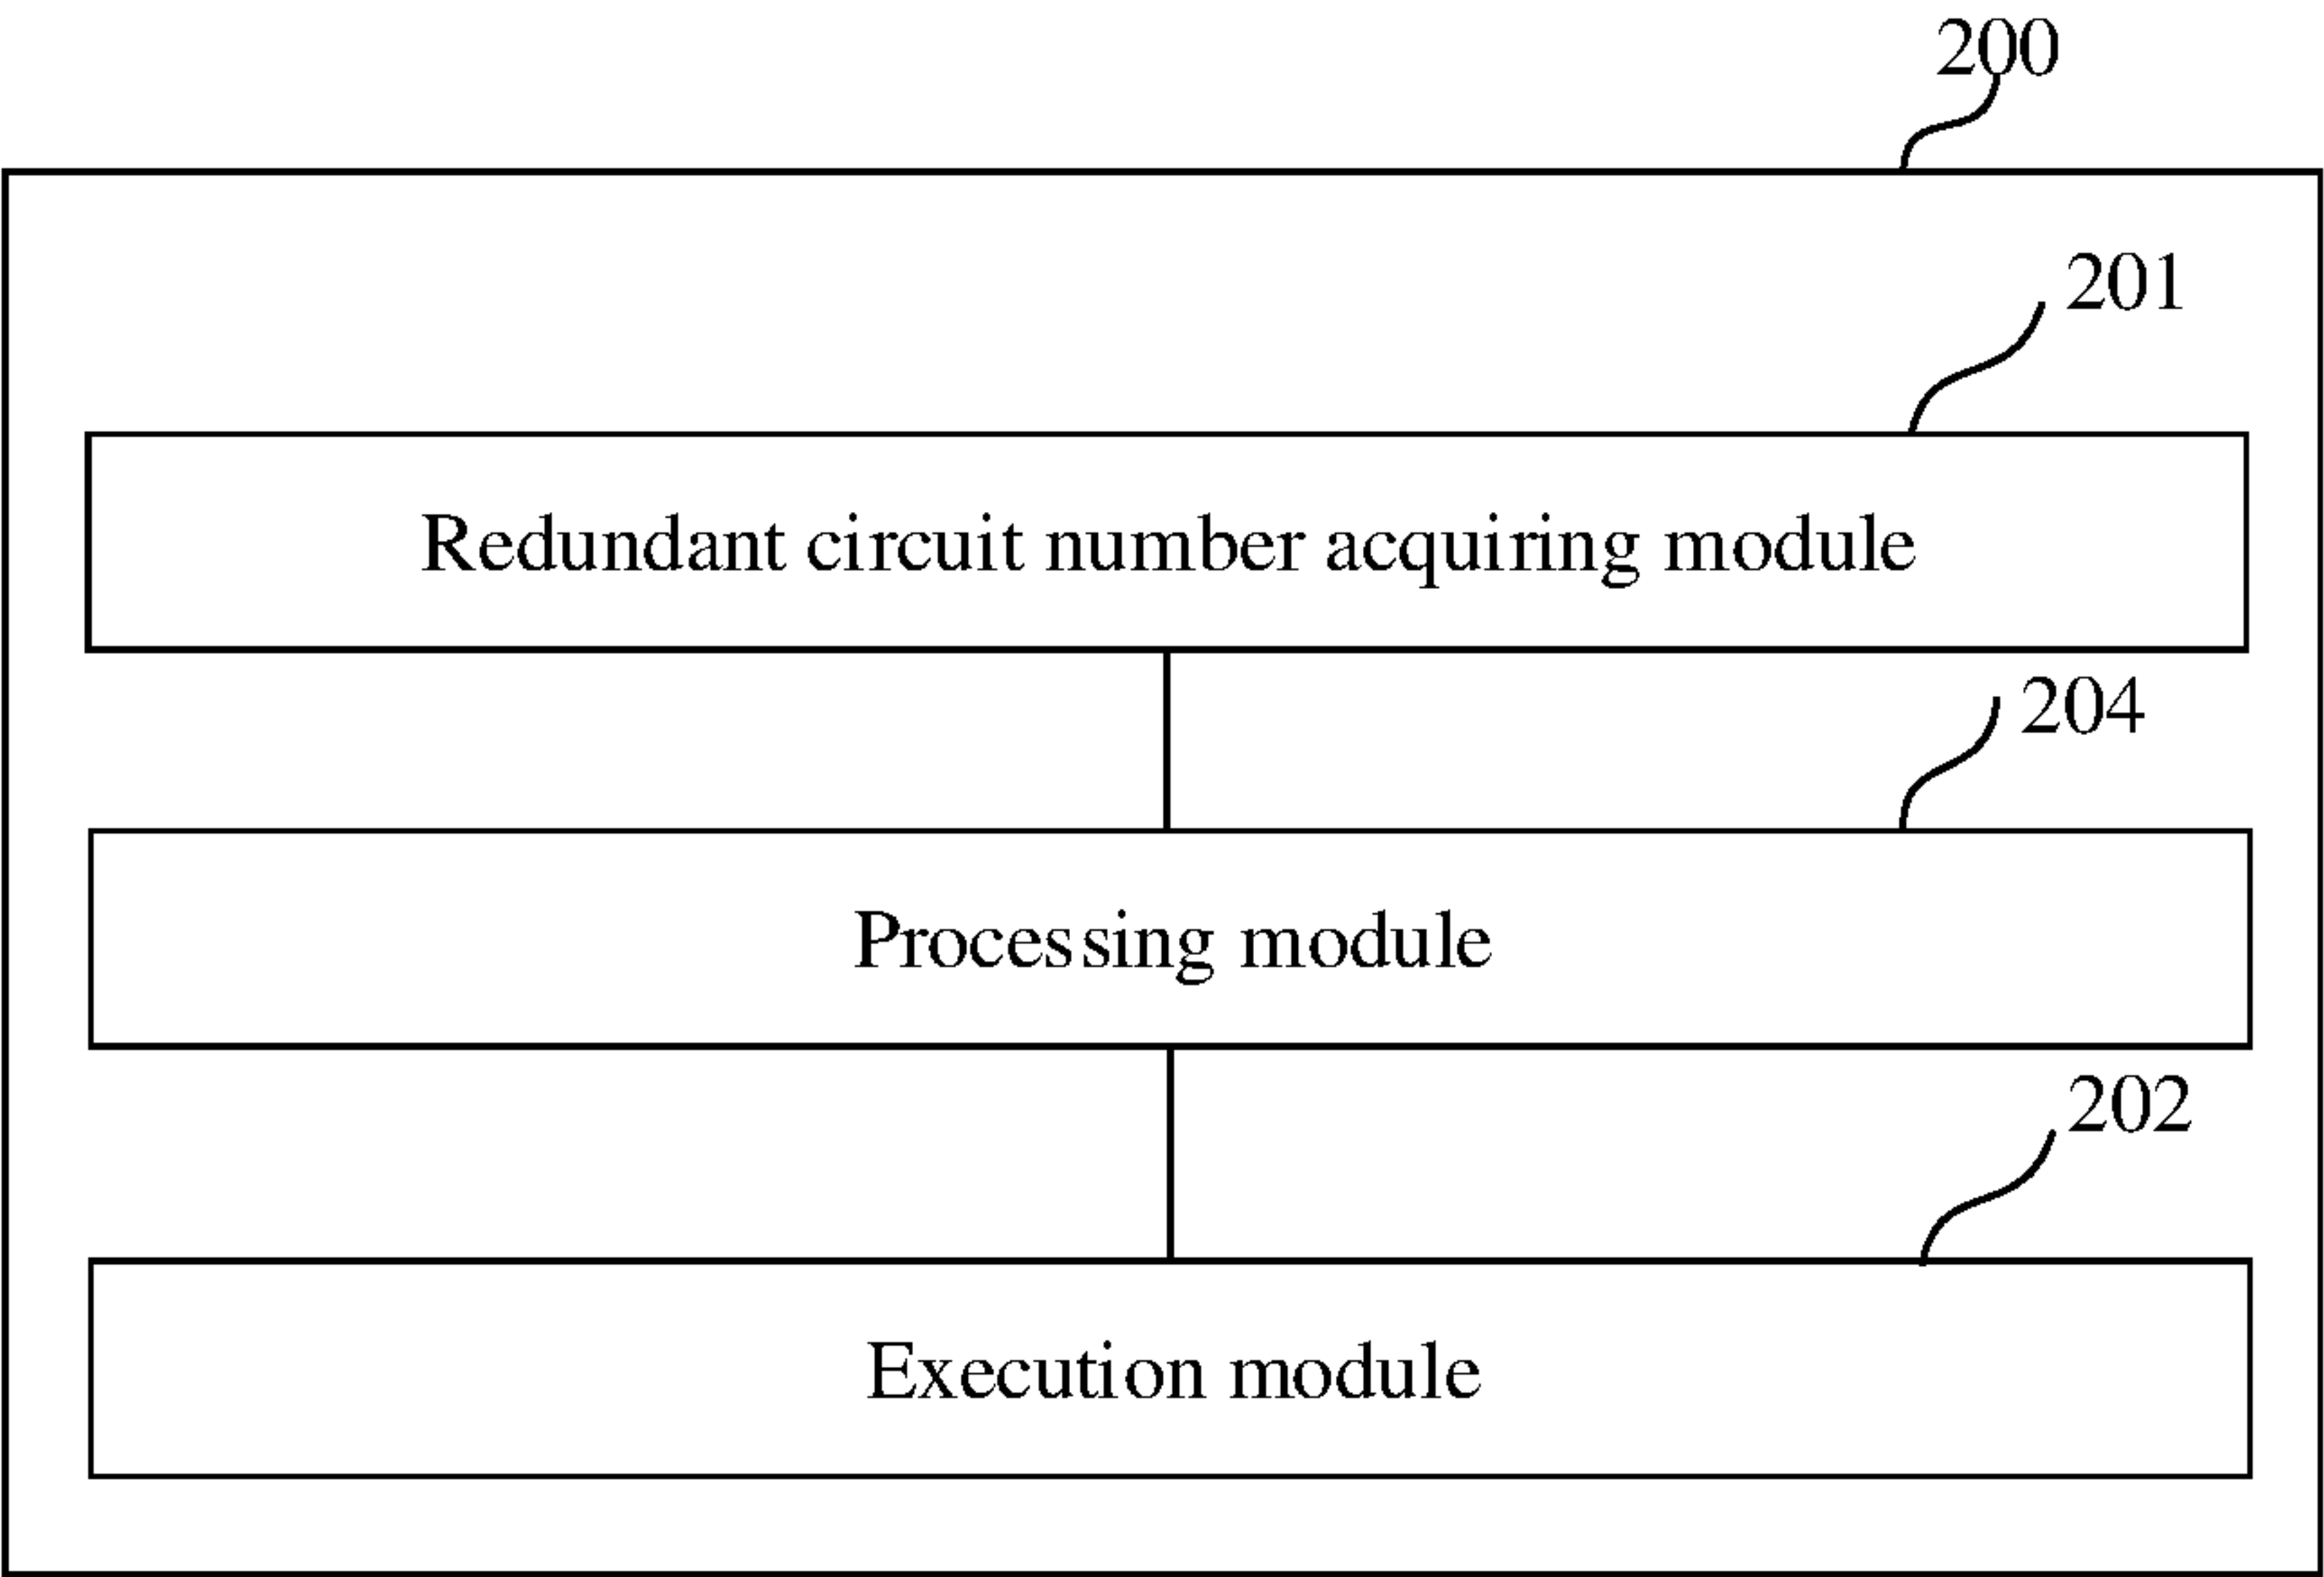 200
201
Redundant circuit number acquiring module
204
Processing module
202
Execution module